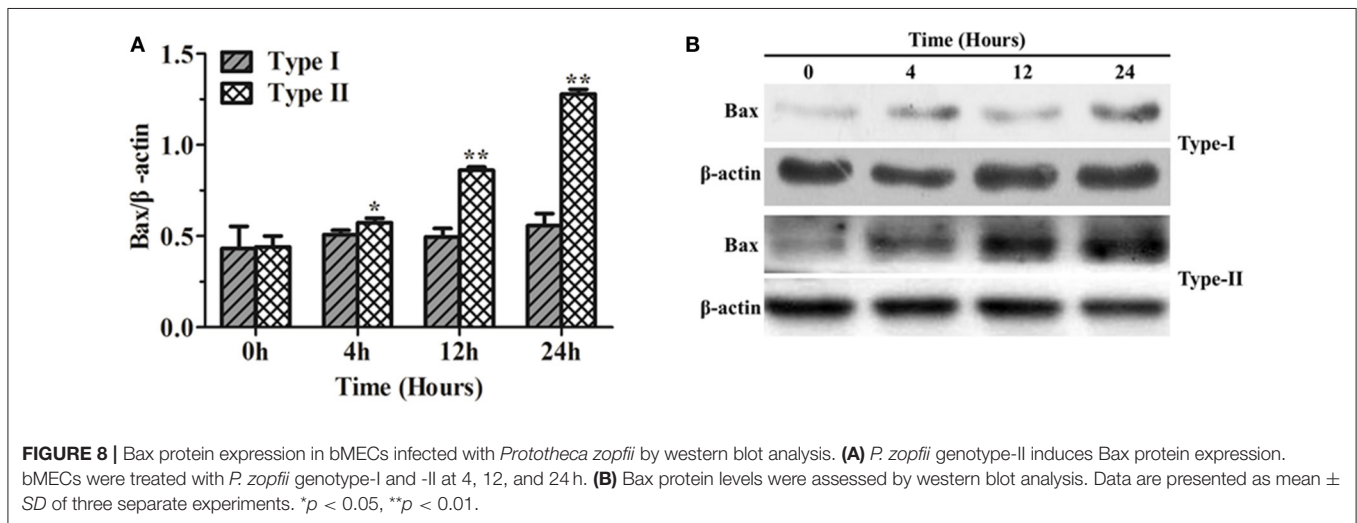 A
1.5
Type I
Type II
**
**
*
1.0
0.5
0.0
Bax/β -actin
0h 4h 12h 24h
Time (Hours)
B
Time (Hours)
0 4 12 24
Bax
Type-I
β-actin
Bax
Type-II
β-actin
FIGURE 8 | Bax protein expression in bMECs infected with Prototheca zopfii by western blot analysis. (A) P. zopfii genotype-II induces Bax protein expression.
bMECs were treated with P. zopfii genotype-I and -II at 4, 12, and 24 h. (B) Bax protein levels were assessed by western blot analysis. Data are presented as mean ±
SD of three separate experiments. *p < 0.05, **p < 0.01.